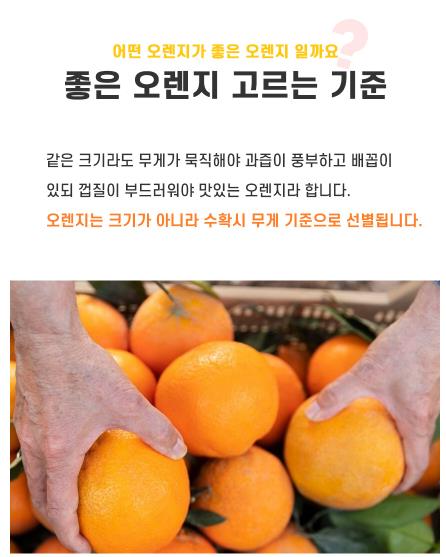 어떤 오렌지가 좋은 오렌지 일까요?
좋은 오렌지 고르는 기준
같은 크기라도 무게가 묵직해야 과즙이 풍부하고 배꼽이
있되 껍질이 부드러워야 맛있는 오렌지라 합니다.
오렌지는 크기가 아니라 수확시 무게 기준으로 선별됩니다.